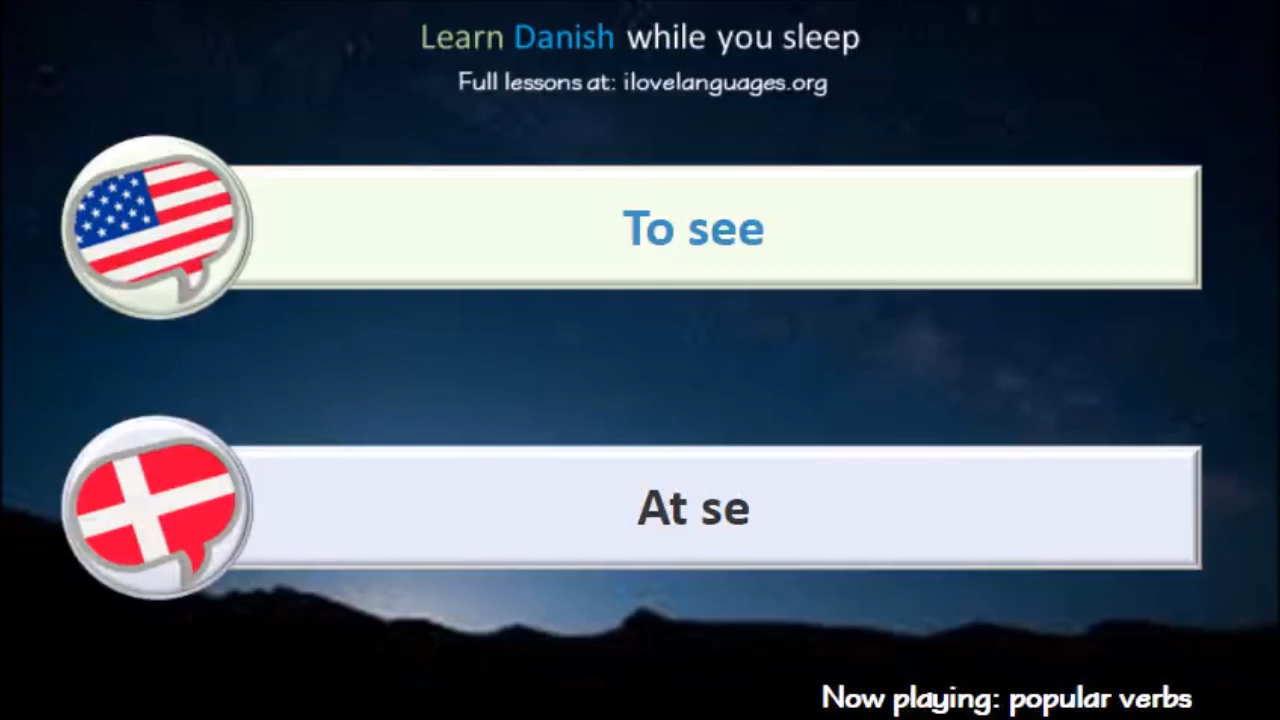 Learn Danish while you sleep
Full lessons at: ilovelanguages.org
To see
At se
Now playing: popular verbs